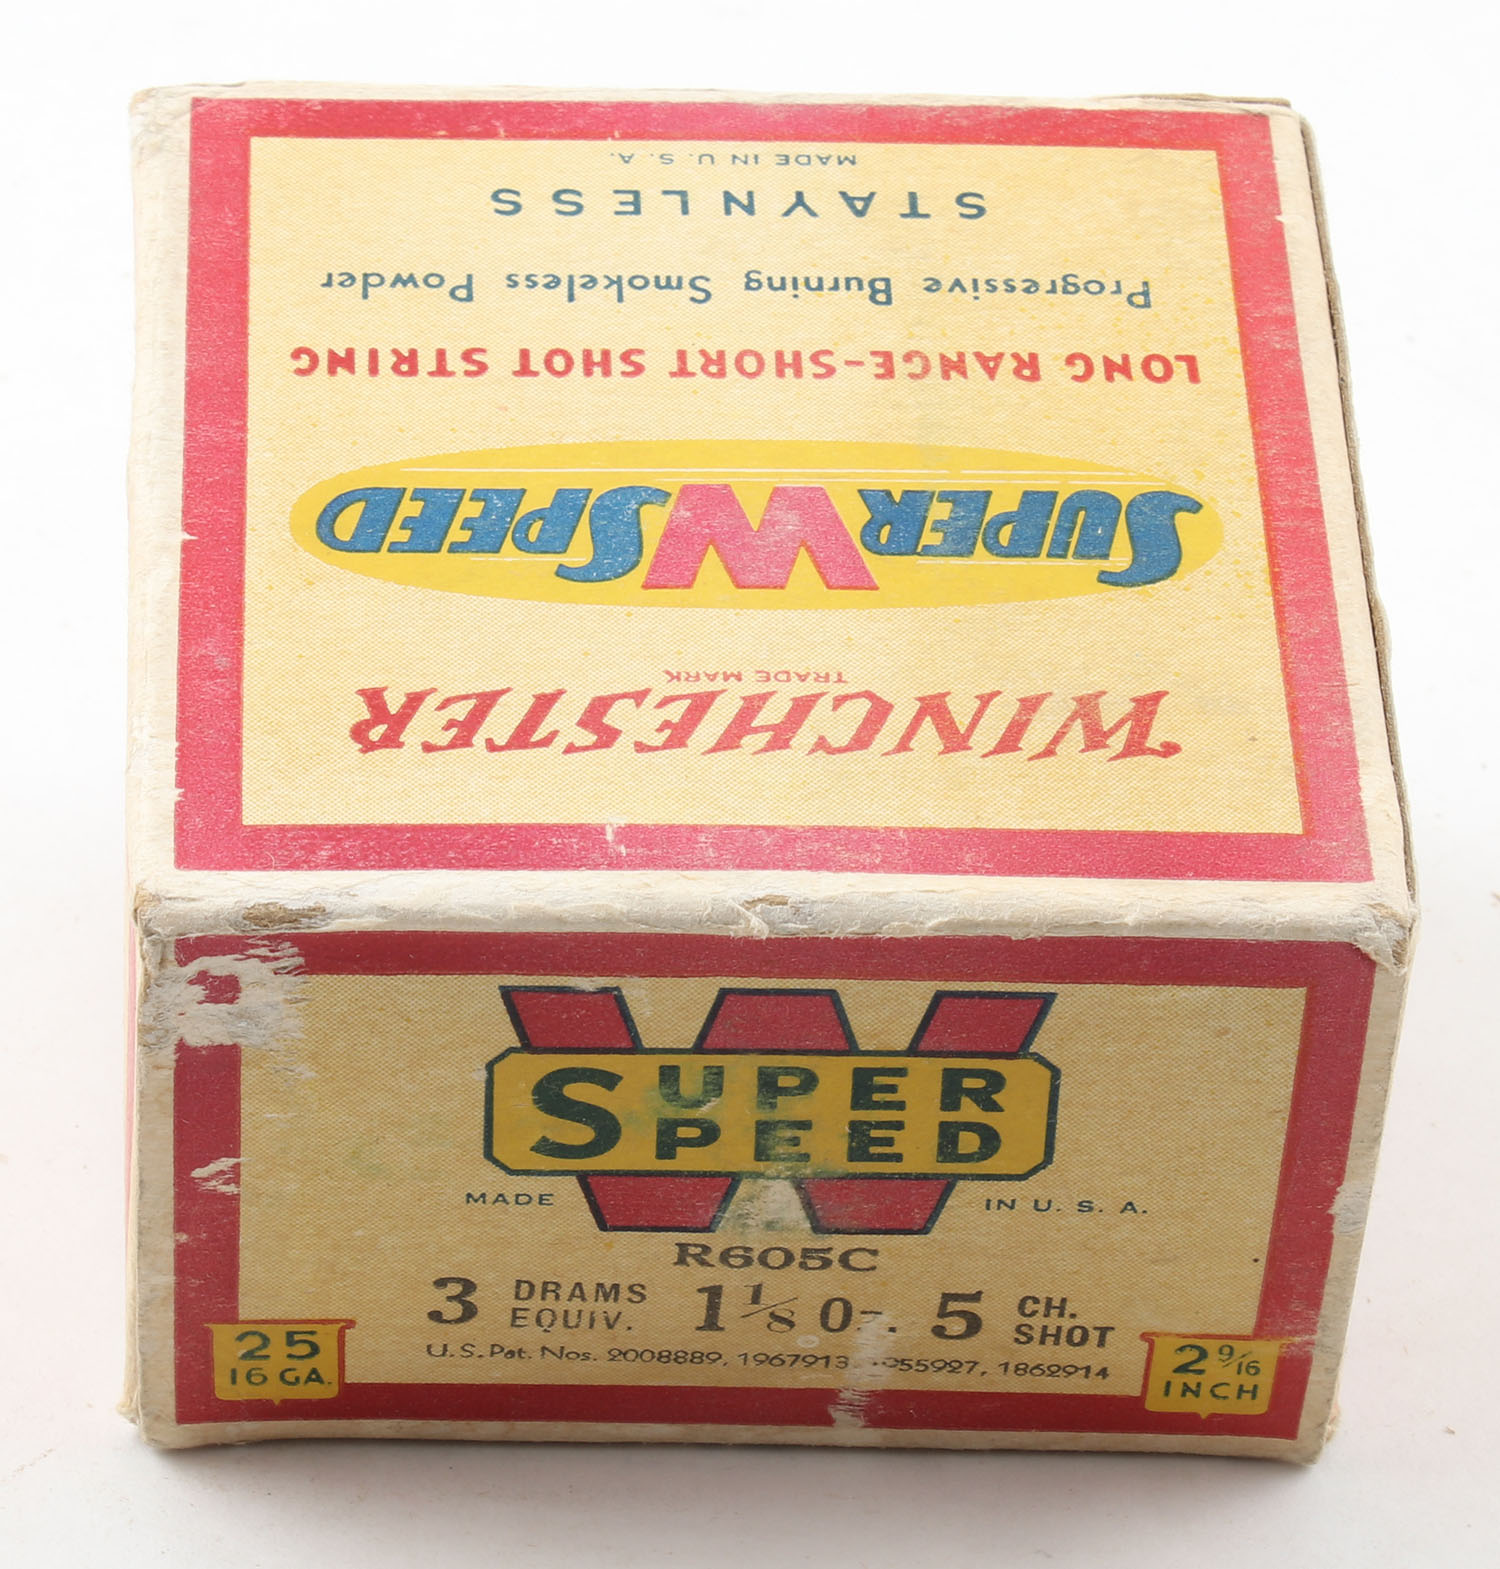 WINCHESTER
TRADE MARK
SUPER W SPEED
LONG RANGE-SHORT SHOT STRING
Progressive Burning Smokeless Powder
STAYNLESS
MADE IN U.S.A.
W
SUPER
SPEED
MADE IN U. S. A.
R605C
3 DRAMS EQUIV. 1 1/8 5 CH. SHOT
U.S. Pat. Nos. 2008889, 1967913, 1862914
25
16 GA.
2 9/16
INCH